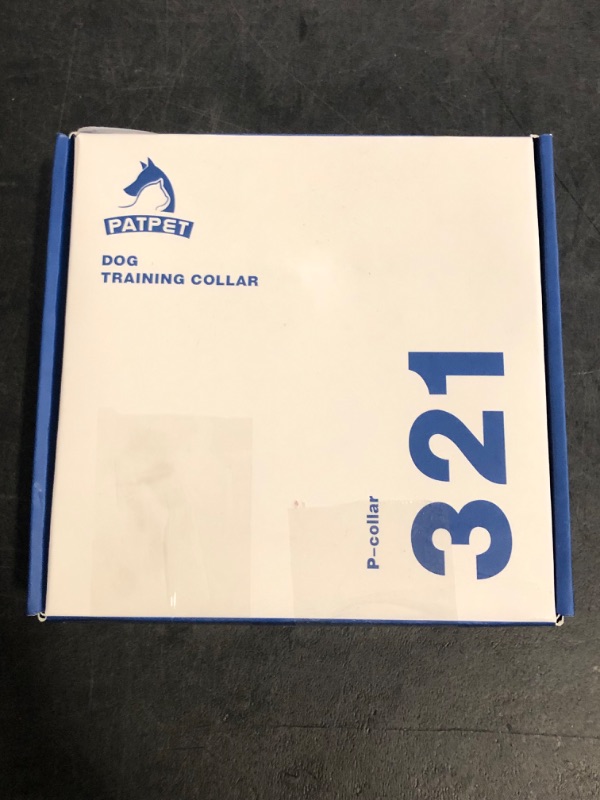 PATPET
DOG
TRAINING COLLAR
P-collar
321